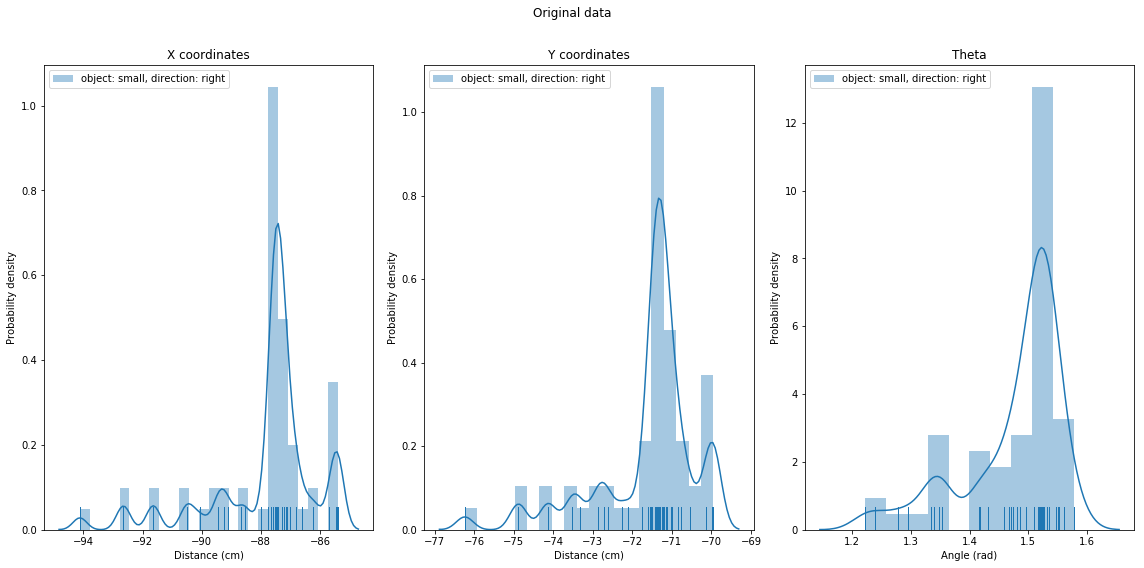 Original data
X coordinates
object: small, direction: right
Probability density
1.0
0.8
0.6
0.4
0.2
0.0
−94 −92 −90 −88 −86
Distance (cm)
Y coordinates
object: small, direction: right
Probability density
1.0
0.8
0.6
0.4
0.2
0.0
−77 −76 −75 −74 −73 −72 −71 −70 −69
Distance (cm)
Theta
object: small, direction: right
Probability density
12
10
8
6
4
2
0
1.2 1.3 1.4 1.5 1.6
Angle (rad)